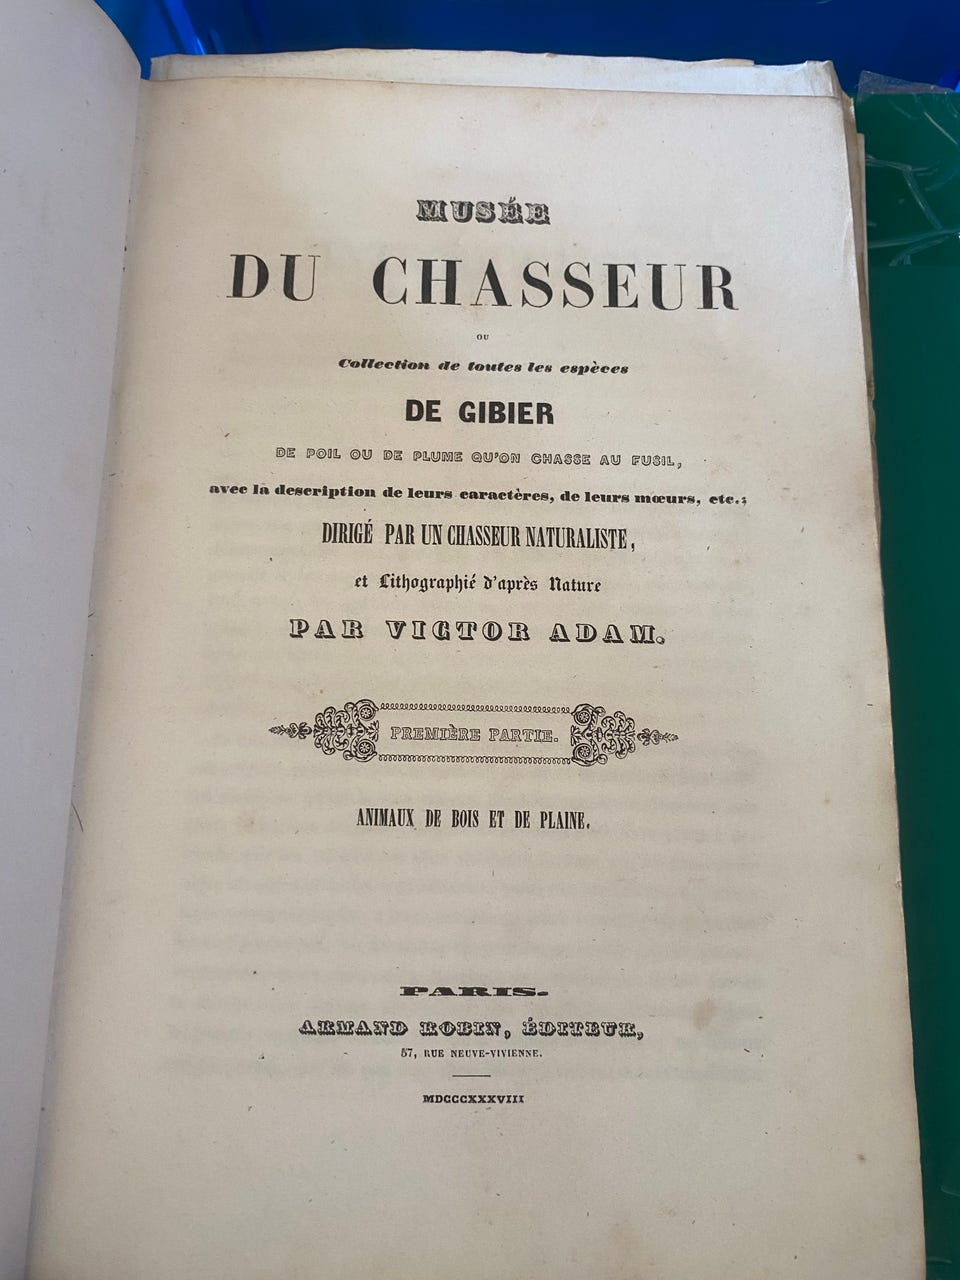 MUSÉE
DU CHASSEUR
OU
Collection de toutes les espèces
DE GIBIER
DE POIL OU DE PLUME QU'ON CHASSE AU FUSIL,
avec la description de leurs caractères, de leurs mœurs, etc.;
DIRIGÉ PAR UN CHASSEUR NATURALISTE,
et Lithographié d'après Nature
PAR VICTOR ADAM.
PREMIÈRE PARTIE.
ANIMAUX DE BOIS ET DE PLAINE.
PARIS.
ARMAND ROBIN, ÉDITEUR,
57, RUE NEUVE-VIVIENNE.
MDCCCXXXVIII